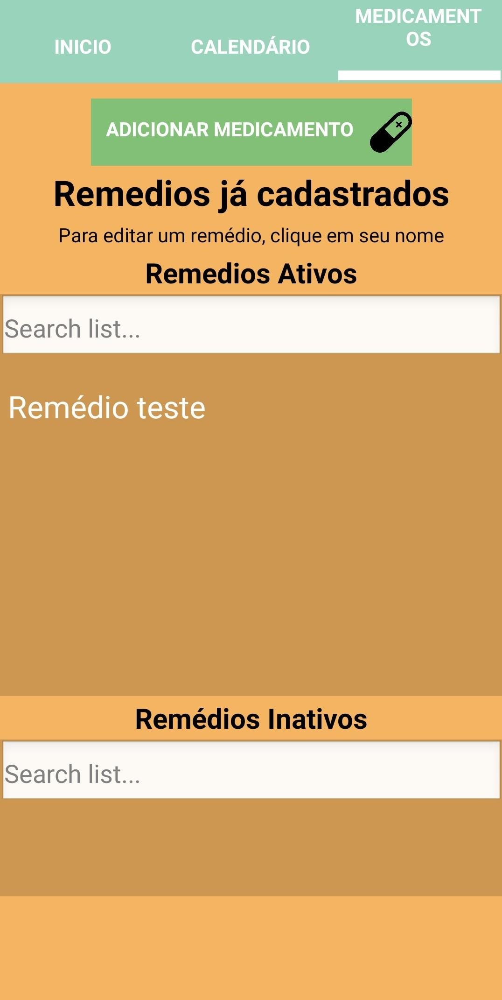 INICIO
CALENDÁRIO
MEDICAMENT
OS
ADICIONAR MEDICAMENTO
Remedios já cadastrados
Para editar um remédio, clique em seu nome
Remedios Ativos
Search list...
Remédio teste
Remédios Inativos
Search list...